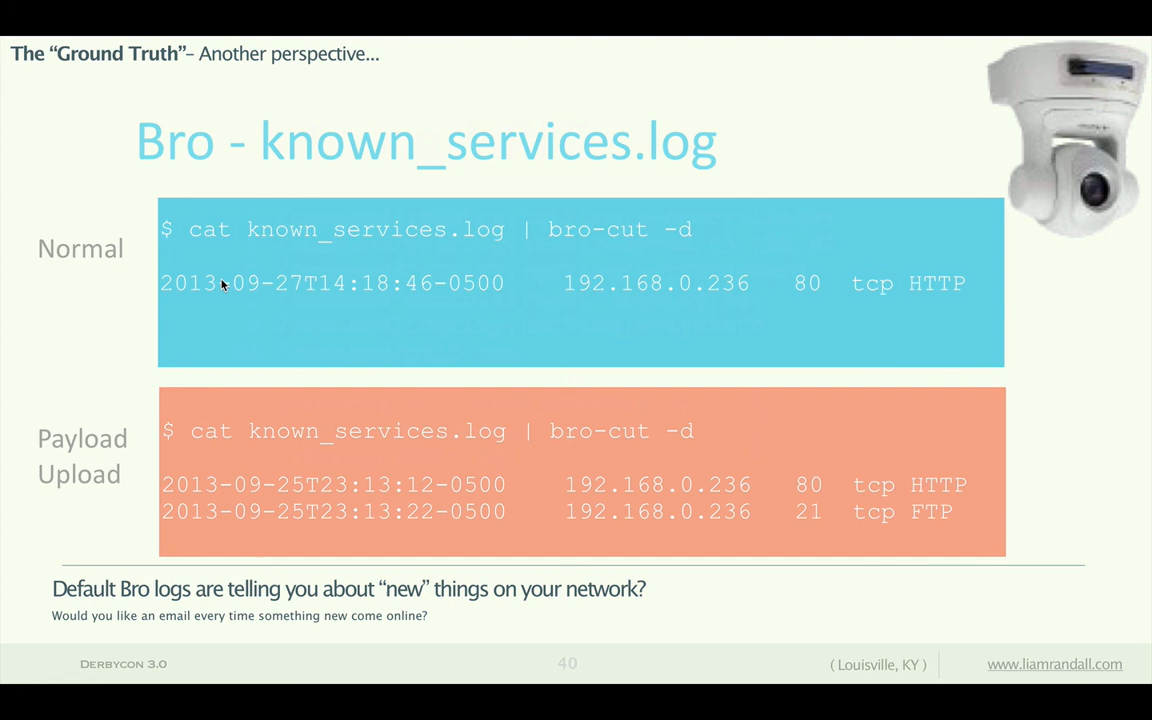 The “Ground Truth”– Another perspective...
Bro - known_services.log
Normal
$ cat known_services.log | bro-cut -d
2013-09-27T14:18:46-0500 192.168.0.236 80 tcp HTTP
Payload
Upload
$ cat known_services.log | bro-cut -d
2013-09-25T23:13:12-0500 192.168.0.236 80 tcp HTTP
2013-09-25T23:13:22-0500 192.168.0.236 21 tcp FTP
Default Bro logs are telling you about “new” things on your network?
Would you like an email every time something new come online?
Derbycon 3.0
40
( Louisville, KY )
www.liamrandall.com